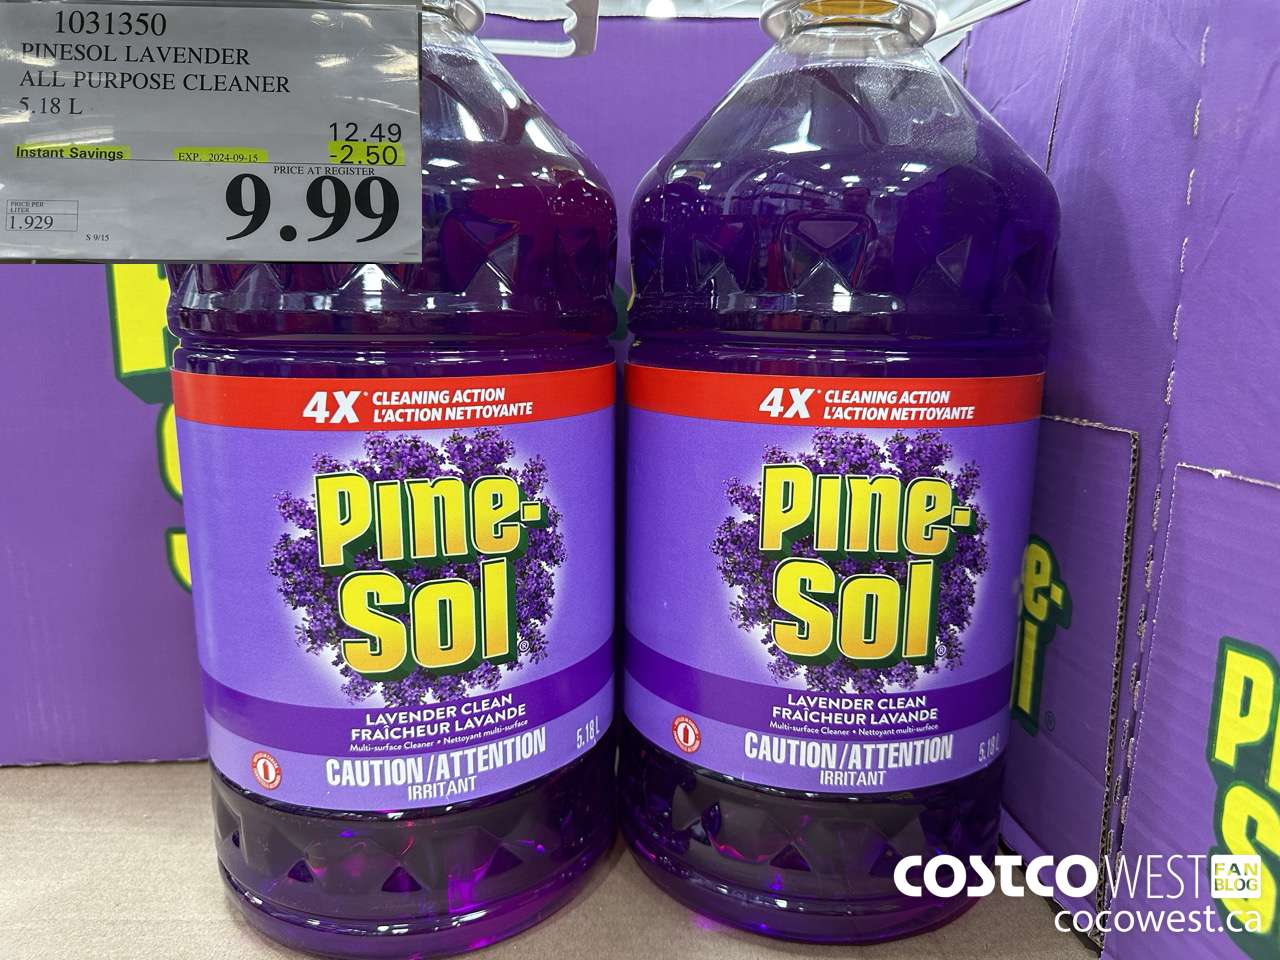 1031350
PINESOL LAVENDER
ALL PURPOSE CLEANER
5.18 L
12.49
Instant Savings EXP. 2024-09-15 -2.50
PRICE AT REGISTER
9.99
PRICE PER
LITER
1.929
S 9/15
4X* CLEANING ACTION
L'ACTION NETTOYANTE
Pine-
Sol®
LAVENDER CLEAN
FRAÎCHEUR LAVANDE
Multi-surface Cleaner • Nettoyant multi-surface
5.18 L
CAUTION/ATTENTION
IRRITANT
4X* CLEANING ACTION
L'ACTION NETTOYANTE
Pine-
Sol®
LAVENDER CLEAN
FRAÎCHEUR LAVANDE
Multi-surface Cleaner • Nettoyant multi-surface
5.18 L
CAUTION/ATTENTION
IRRITANT
COSTCO WEST FAN BLOG
cocowest.ca